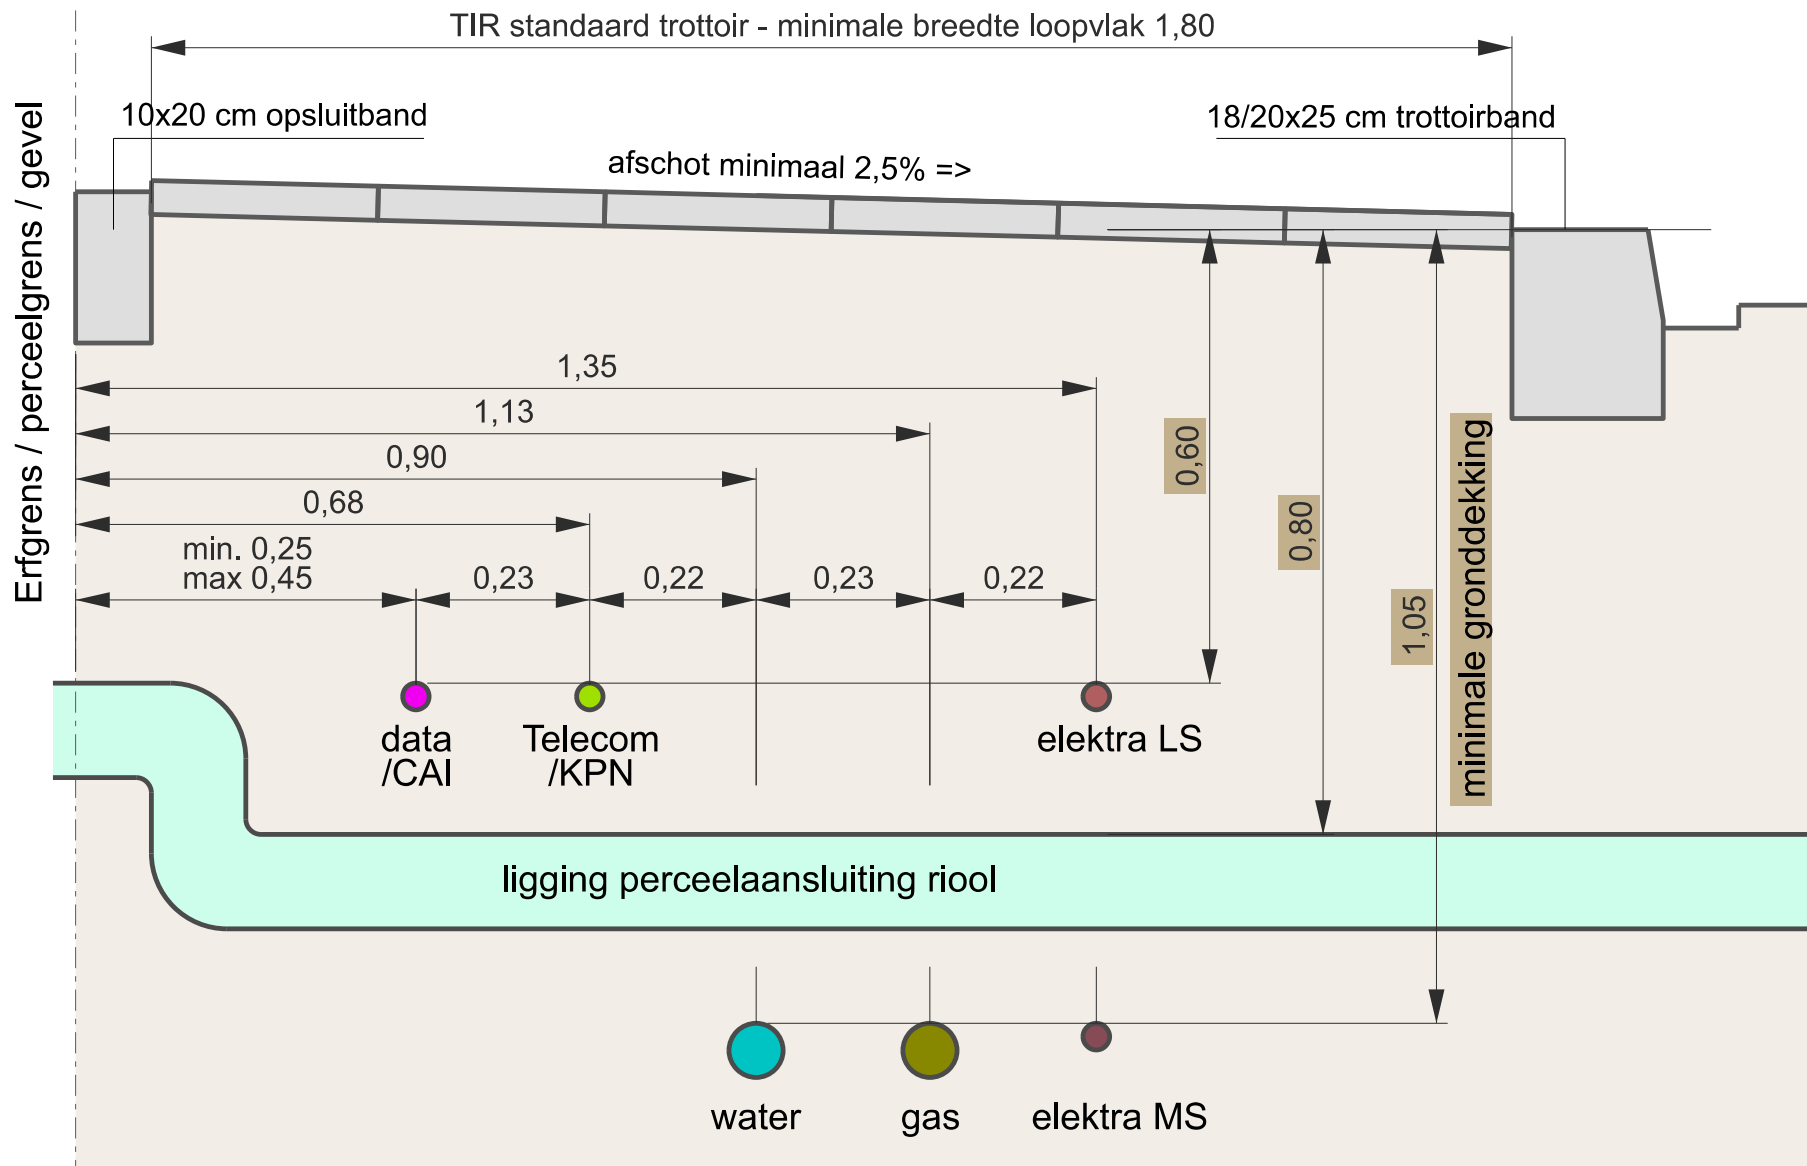 TIR standaard trottoir - minimale breedte loopvlak 1,80
10x20 cm opsluitband
18/20x25 cm trottoirband
afschot minimaal 2,5% =>
Erfgrens / perceelgrens / gevel
1,35
1,13
0,90
0,68
min. 0,25
max 0,45
0,23
0,22
0,23
0,22
0,60
0,80
1,05
minimale gronddekking
data
/CAI
Telecom
/KPN
elektra LS
ligging perceelaansluiting riool
water
gas
elektra MS